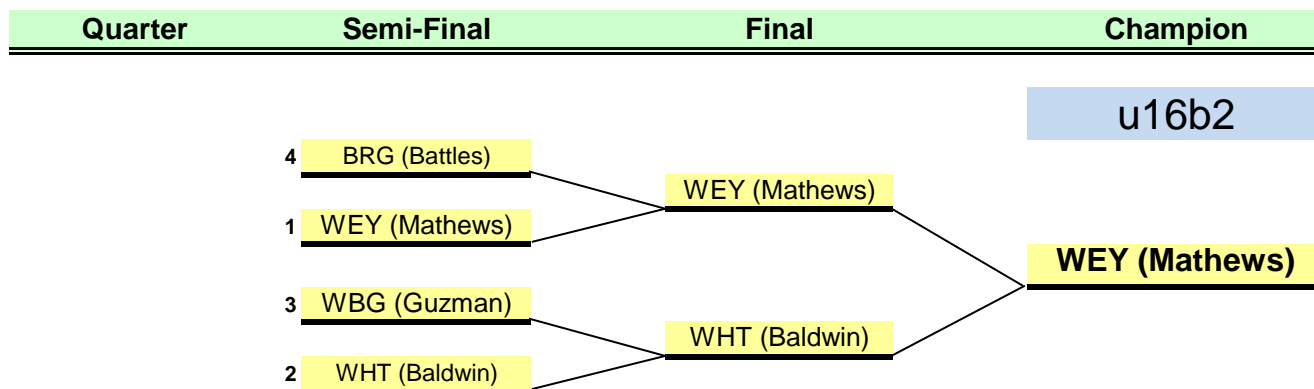 Quarter Semi-Final Final Champion
u16b2
4 BRG (Battles)
WEY (Mathews)
1 WEY (Mathews)
WEY (Mathews)
3 WBG (Guzman)
WHT (Baldwin)
2 WHT (Baldwin)